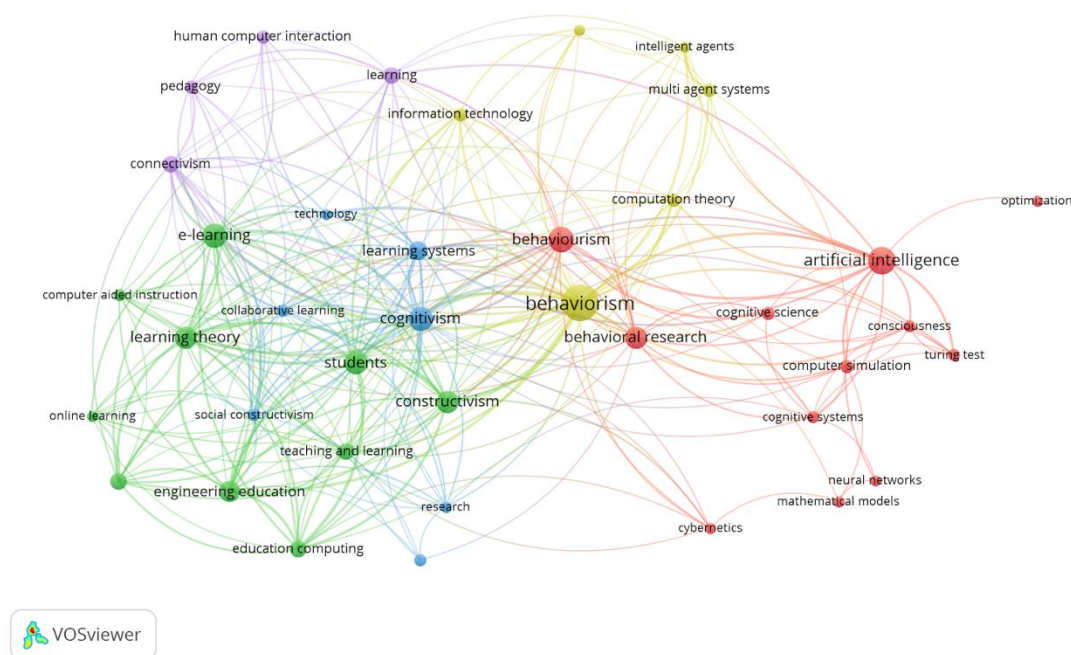 human computer interaction
intelligent agents
learning
pedagogy
multi agent systems
information technology
connectivism
computation theory
optimization
technology
e-learning
behaviourism
learning systems
artificial intelligence
computer aided instruction
behaviorism
collaborative learning
cognitivism
cognitive science
consciousness
learning theory
behavioral research
turing test
students
computer simulation
constructivism
online learning
social constructivism
cognitive systems
teaching and learning
neural networks
engineering education
mathematical models
research
cybernetics
education computing
VOSviewer